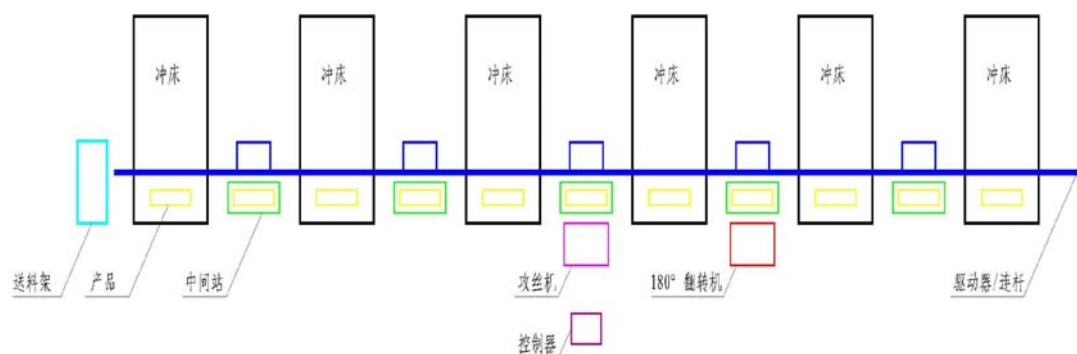 冲床
冲床
冲床
冲床
冲床
冲床
送料架
产品
中间站
攻丝机
180° 翻转机
驱动器/连杆
控制器